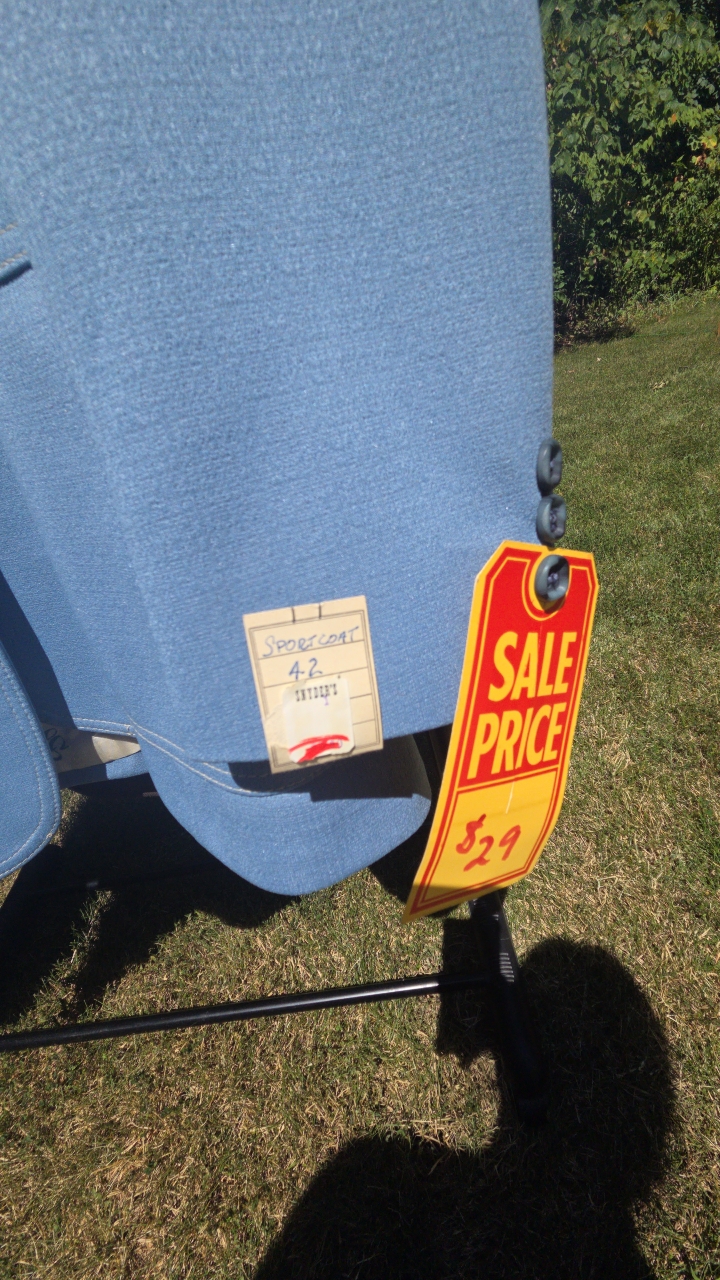 SPORTCOAT
42
SNYDER'S
SALE
PRICE
$29